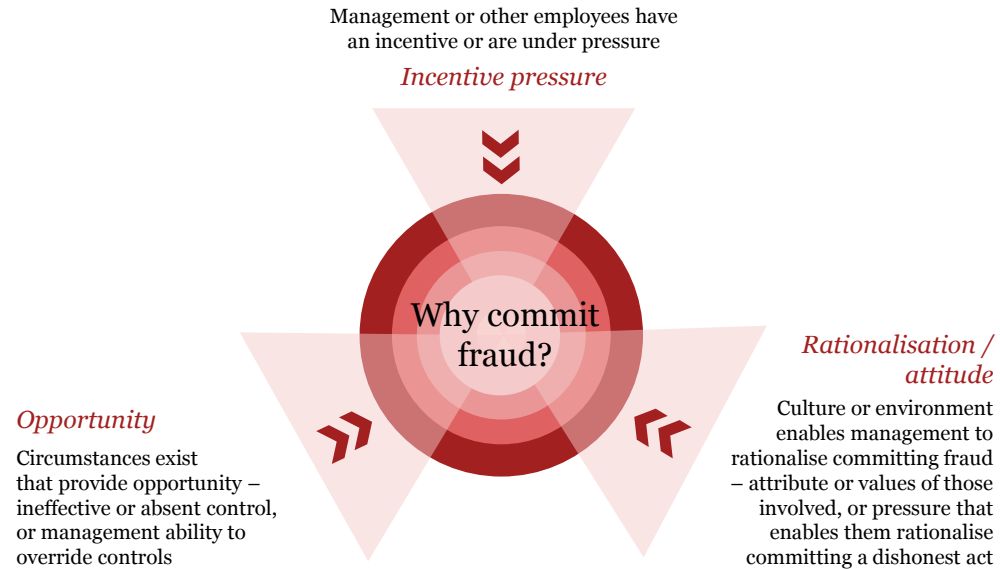 Management or other employees have
an incentive or are under pressure
Incentive pressure
Why commit
fraud?
Opportunity
Circumstances exist
that provide opportunity –
ineffective or absent control,
or management ability to
override controls
Rationalisation /
attitude
Culture or environment
enables management to
rationalise committing fraud
– attribute or values of those
involved, or pressure that
enables them rationalise
committing a dishonest act